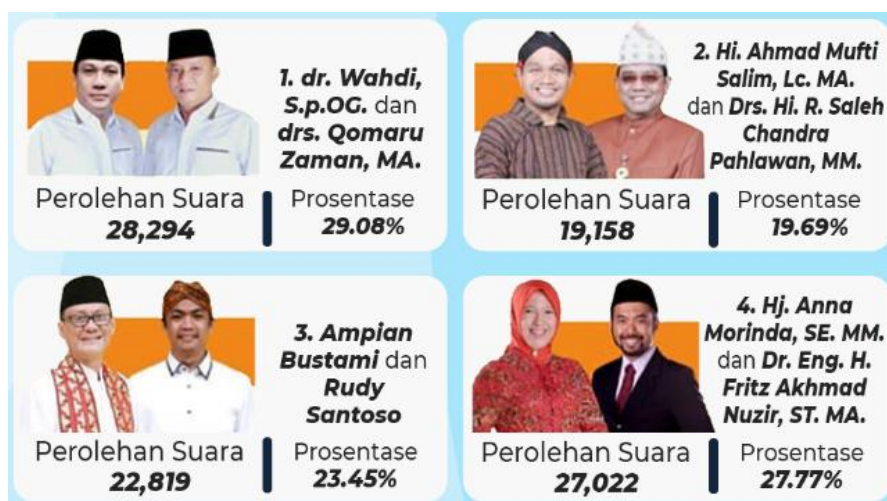 1. dr. Wahdi,
S.p.OG. dan
drs. Qomaru
Zaman, MA.
Perolehan Suara
28,294
Prosentase
29.08%
2. Hi. Ahmad Mufti
Salim, Lc. MA.
dan Drs. Hi. R. Saleh
Chandra
Pahlawan, MM.
Perolehan Suara
19,158
Prosentase
19.69%
3. Ampian
Bustami dan
Rudy
Santoso
Perolehan Suara
22,819
Prosentase
23.45%
4. Hj. Anna
Morinda, SE. MM.
dan Dr. Eng. H.
Fritz Akhmad
Nuzir, ST. MA.
Perolehan Suara
27,022
Prosentase
27.77%